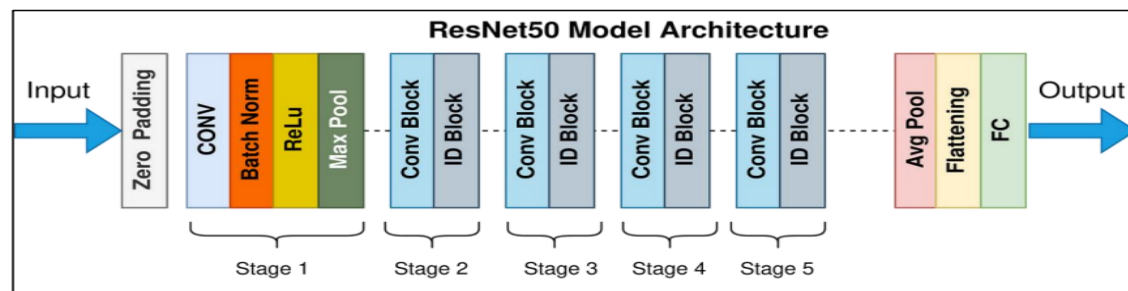 ResNet50 Model Architecture
Input
Zero Padding
CONV
Batch Norm
ReLu
Max Pool
Conv Block
ID Block
Conv Block
ID Block
Conv Block
ID Block
Conv Block
ID Block
Avg Pool
Flattening
FC
Output
Stage 1
Stage 2
Stage 3
Stage 4
Stage 5